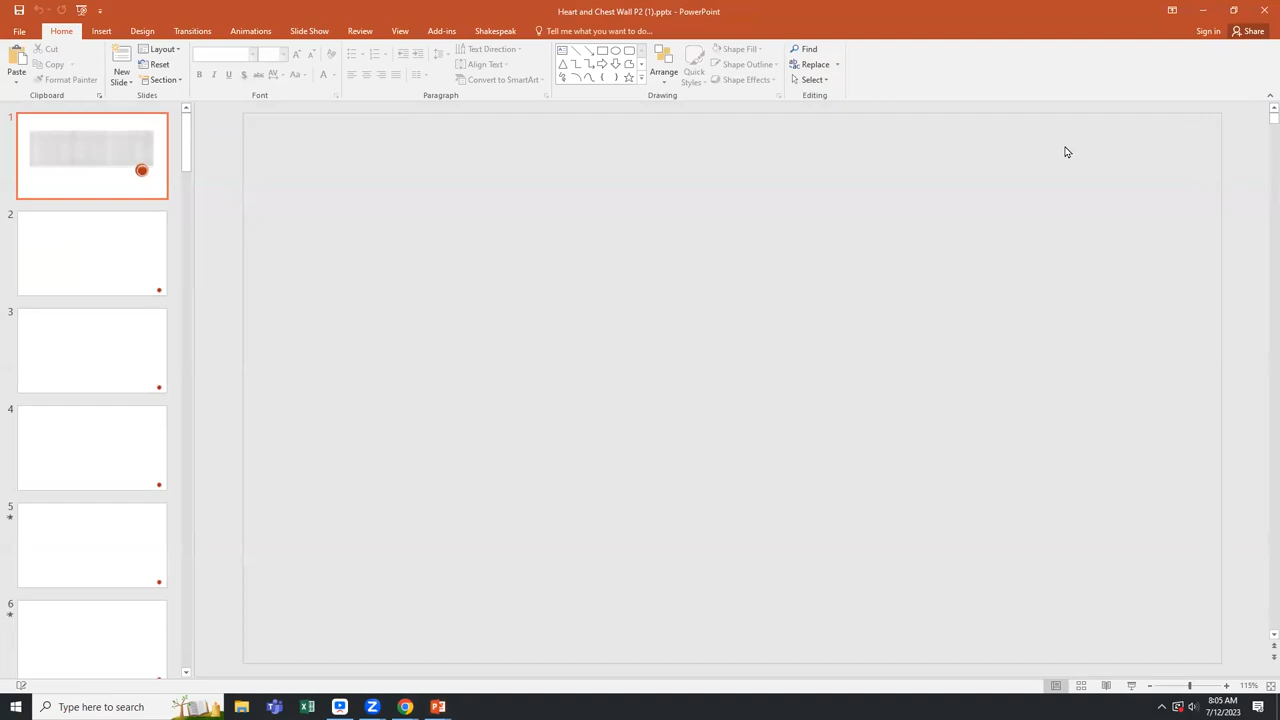 Heart and Chest Wall P2 (1).pptx - PowerPoint
File Home Insert Design Transitions Animations Slide Show Review View Add-ins Shakespeak Tell me what you want to do... Sign in Share
Paste
Cut
Copy
Format Painter
Clipboard
New
Slide
Layout
Reset
Section
Slides
B I U S abc AV Aa A
Font
Text Direction
Align Text
Convert to SmartArt
Paragraph
Arrange
Quick
Styles
Shape Fill
Shape Outline
Shape Effects
Drawing
Find
Replace
Select
Editing
1
2
3
4
5
6
115%
Type here to search
8:05 AM
7/12/2023